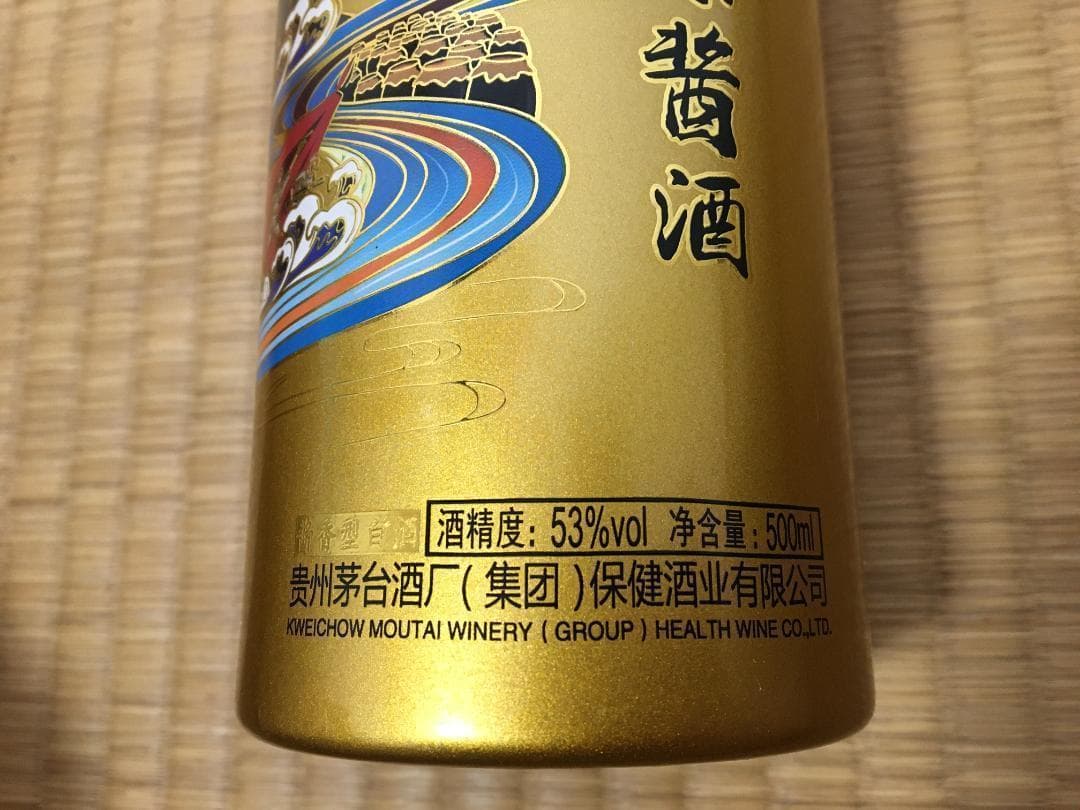 酱酒
酱香型白酒
酒精度: 53%vol 净含量: 500ml
贵州茅台酒厂(集团)保健酒业有限公司
KWEICHOW MOUTAI WINERY (GROUP) HEALTH WINE CO.,LTD.